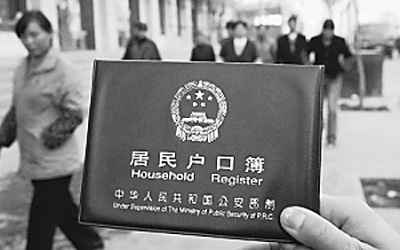 居民户口簿
Household Register
中华人民共和国公安部制
Under Supervision of The Ministry of Public Security of P.R.C.